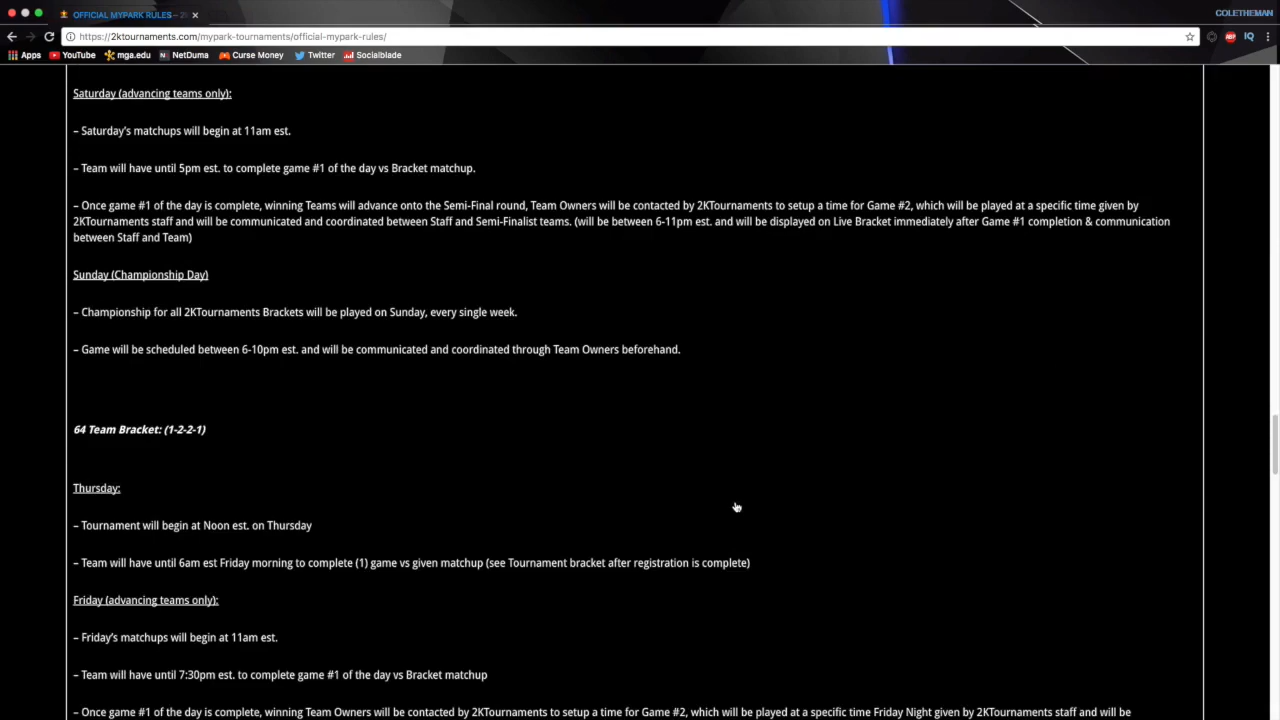 OFFICIAL MYPARK RULES –
COLETHEMAN
https://2ktournaments.com/mypark-tournaments/official-mypark-rules/
Apps YouTube mga.edu NetDuma Curse Money Twitter Socialblade
ABP IQ
Saturday (advancing teams only):
– Saturday's matchups will begin at 11am est.
– Team will have until 5pm est. to complete game #1 of the day vs Bracket matchup.
– Once game #1 of the day is complete, winning Teams will advance onto the Semi-Final round, Team Owners will be contacted by 2KTournaments to setup a time for Game #2, which will be played at a specific time given by
2KTournaments staff and will be communicated and coordinated between Staff and Semi-Finalist teams. (will be between 6-11pm est. and will be displayed on Live Bracket immediately after Game #1 completion & communication
between Staff and Team)
Sunday (Championship Day)
– Championship for all 2KTournaments Brackets will be played on Sunday, every single week.
– Game will be scheduled between 6-10pm est. and will be communicated and coordinated through Team Owners beforehand.
64 Team Bracket: (1-2-2-1)
Thursday:
– Tournament will begin at Noon est. on Thursday
– Team will have until 6am est Friday morning to complete (1) game vs given matchup (see Tournament bracket after registration is complete)
Friday (advancing teams only):
– Friday's matchups will begin at 11am est.
– Team will have until 7:30pm est. to complete game #1 of the day vs Bracket matchup
– Once game #1 of the day is complete, winning Team Owners will be contacted by 2KTournaments to setup a time for Game #2, which will be played at a specific time Friday Night given by 2KTournaments staff and will be